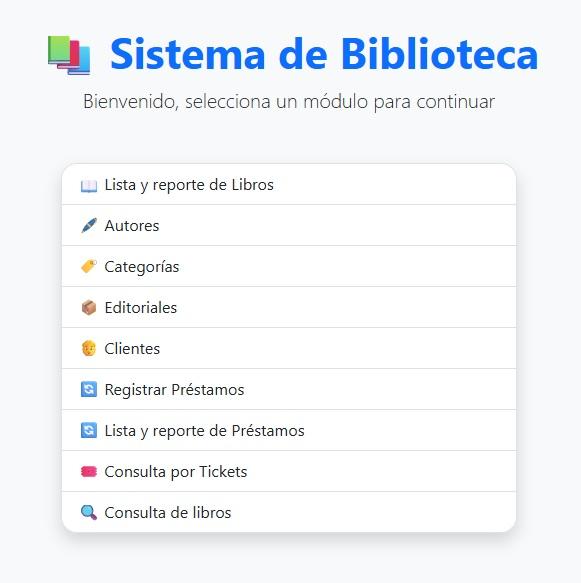 Sistema de Biblioteca
Bienvenido, selecciona un módulo para continuar
Lista y reporte de Libros
Autores
Categorías
Editoriales
Clientes
Registrar Préstamos
Lista y reporte de Préstamos
Consulta por Tickets
Consulta de libros